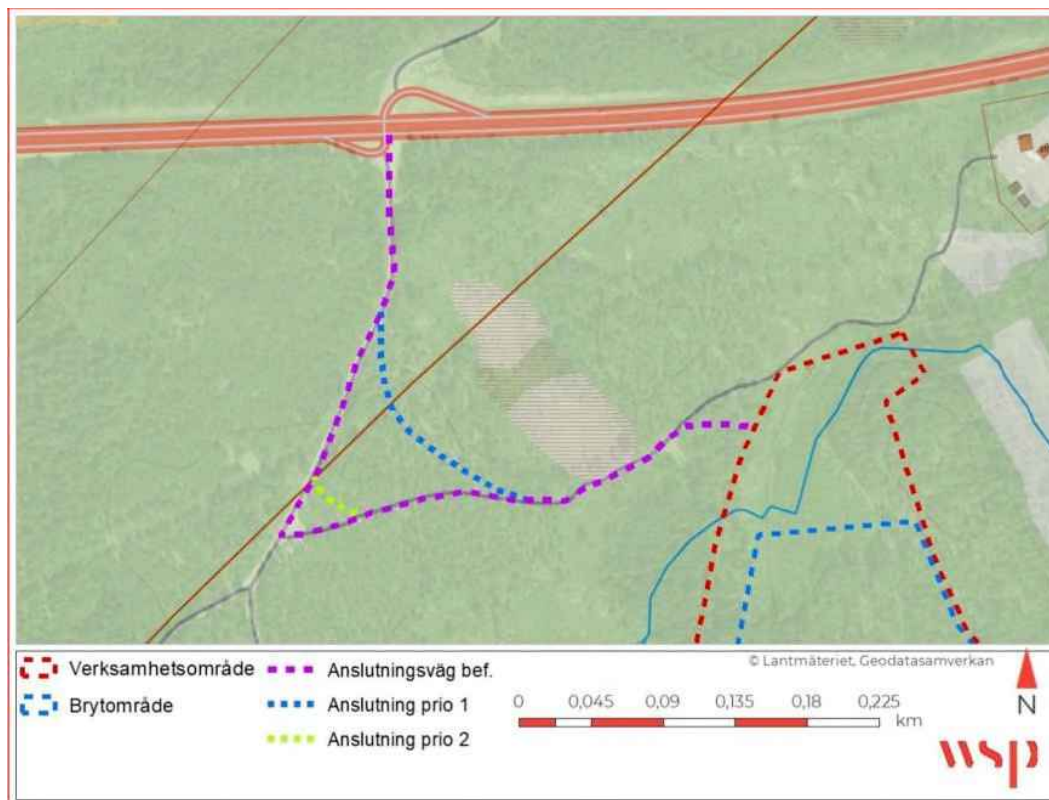 © Lantmäteriet, Geodatasamverkan
Verksamhetsområde
Brytområde
Anslutningsväg bef.
Anslutning prio 1
Anslutning prio 2
0 0,045 0,09 0,135 0,18 0,225
km
N
wsp